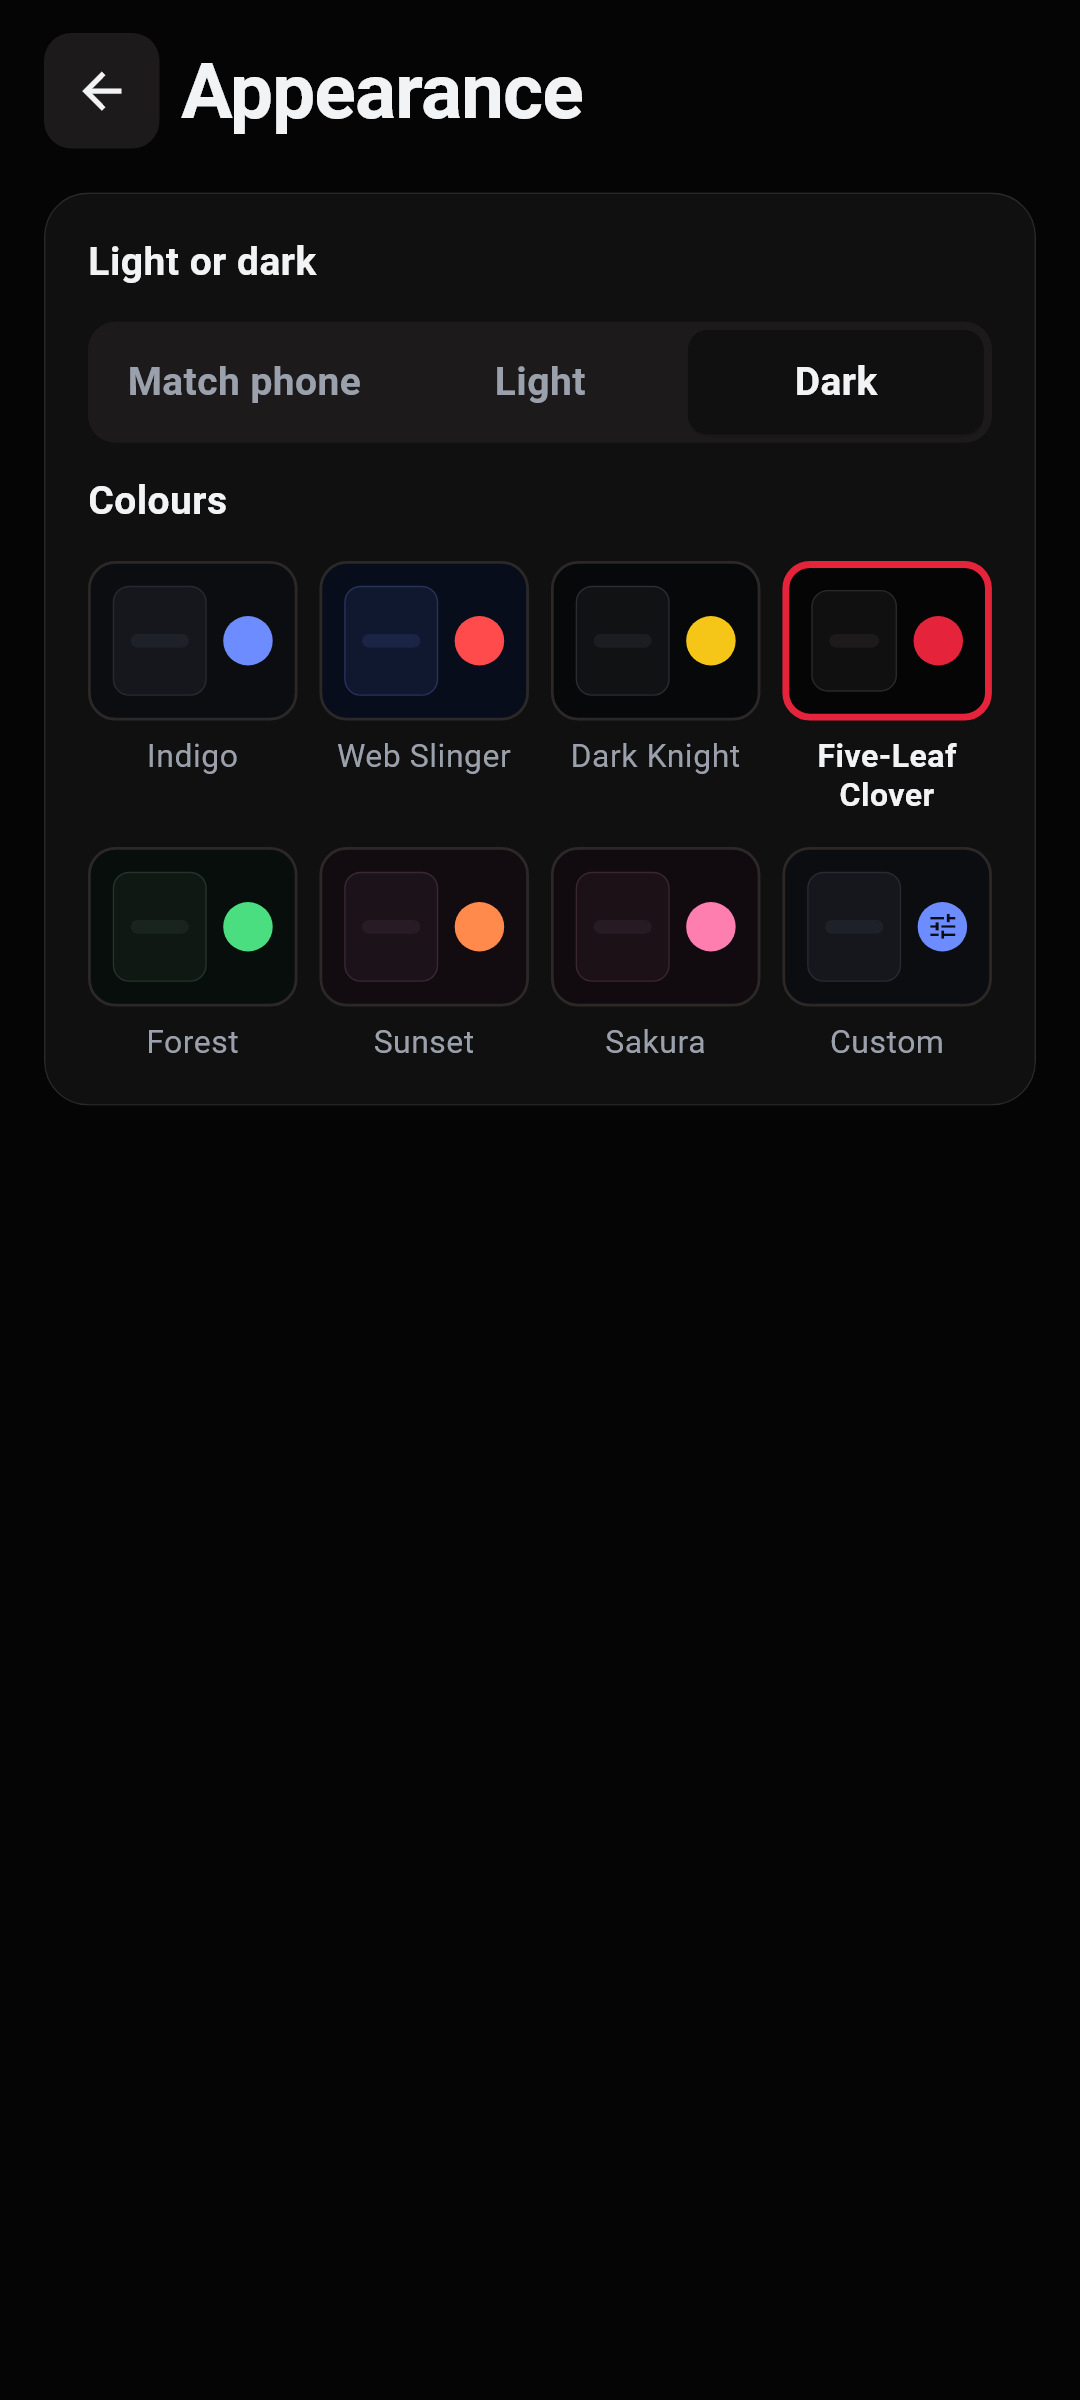 Appearance
Light or dark
Match phone Light Dark
Colours
Indigo Web Slinger Dark Knight Five-Leaf
Clover
Forest Sunset Sakura Custom